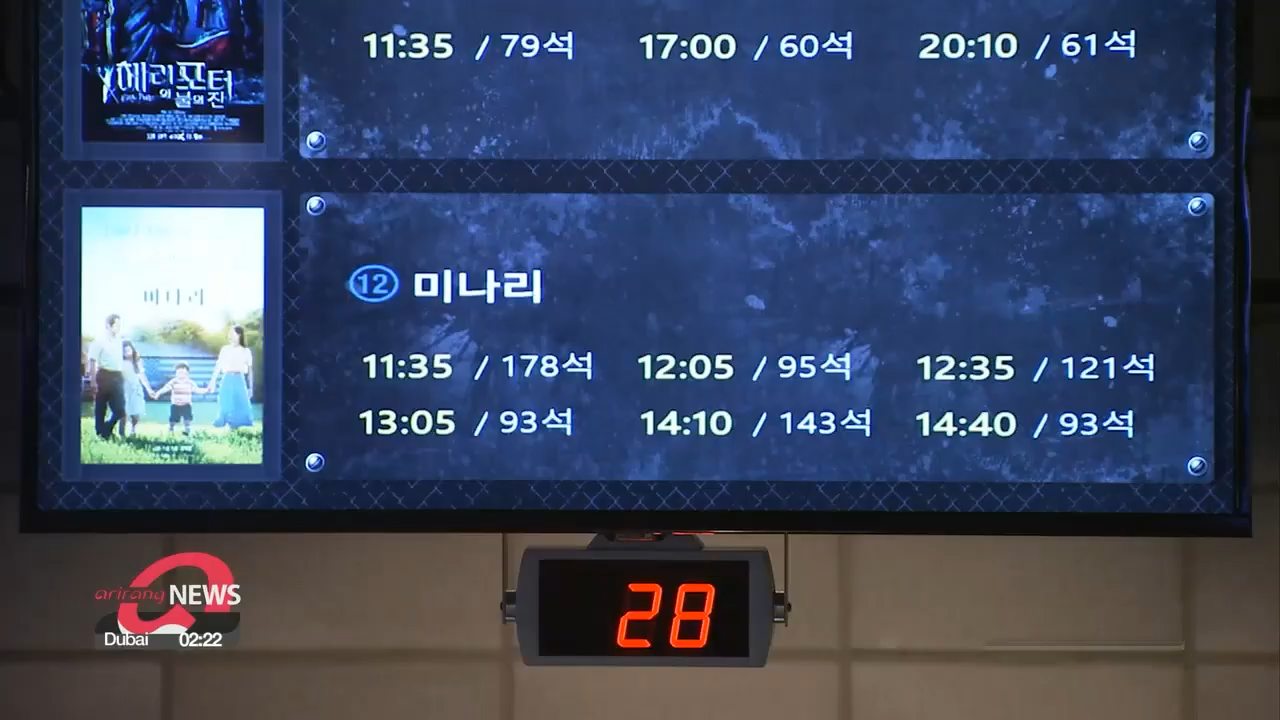 11:35 / 79석 17:00 / 60석 20:10 / 61석
해리포터
와 불의 잔
미나리
12 미나리
11:35 / 178석 12:05 / 95석 12:35 / 121석
13:05 / 93석 14:10 / 143석 14:40 / 93석
28
arirang NEWS
Dubai 02:22